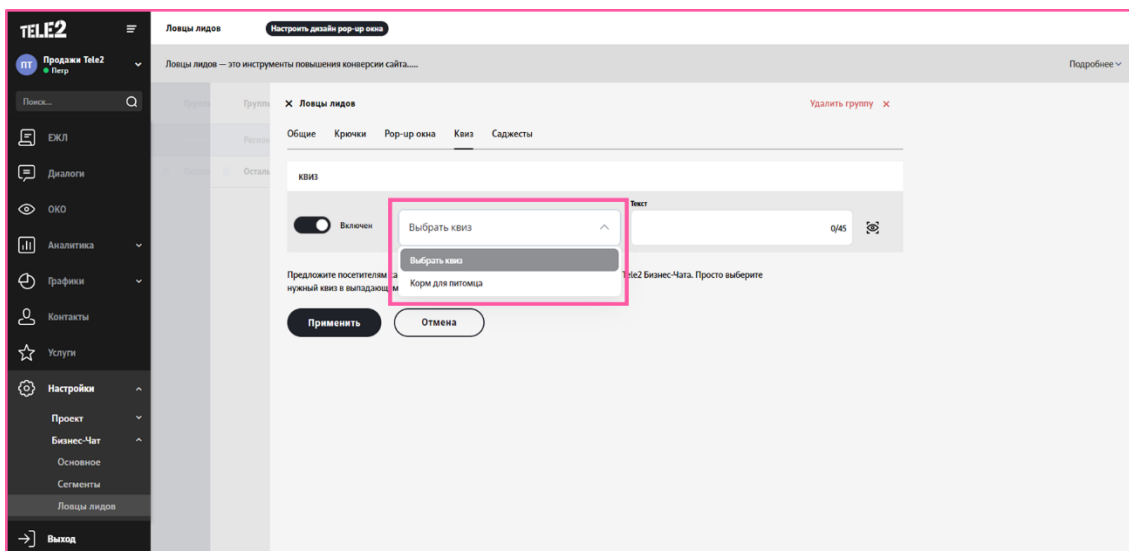 TELE2
Ловцы лидов
Настроить дизайн pop-up окна
ПТ
Продажи Tele2
Петр
Ловцы лидов — это инструменты повышения конверсии сайта.....
Подробнее
Поиск...
Группы
Ловцы лидов
Удалить группу
Общие Крючки Pop-up окна Квиз Саджесты
ЕЖЛ
КВИЗ
Диалоги
ОКО
Текст
Включен
Выбрать квиз
0/45
Аналитика
Выбрать квиз
Корм для питомца
Предложите посетителям
Tele2 Бизнес-Чата. Просто выберите
нужный квиз в выпадающем
Графики
Контакты
Применить
Отмена
Услуги
Настройки
Проект
Бизнес-Чат
Основное
Сегменты
Ловцы лидов
Выход